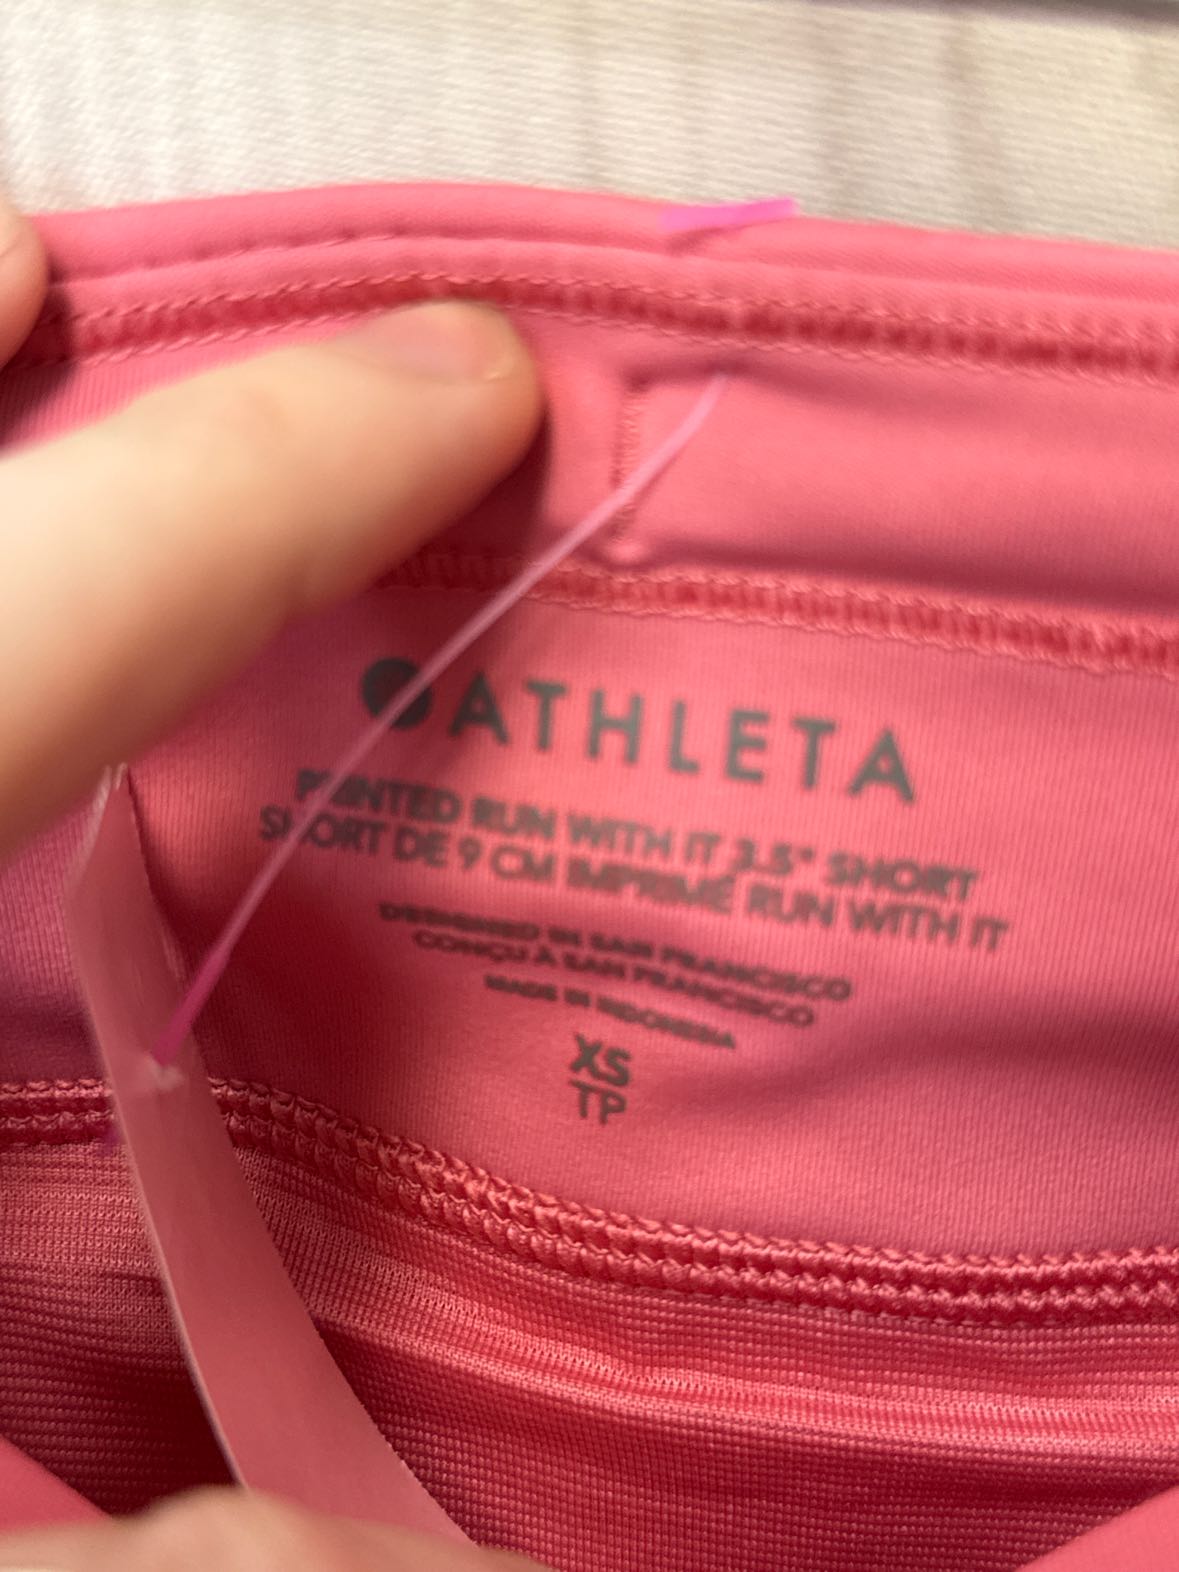 ATHLETA
PRINTED RUN WITH IT 3.5" SHORT
SHORT DE 9 CM IMPRIMÉ RUN WITH IT
DESIGNED IN SAN FRANCISCO
CONÇU À SAN FRANCISCO
MADE IN INDONESIA
XS
TP